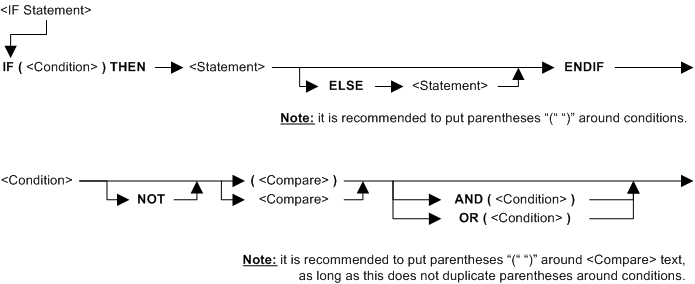 <IF Statement>
IF ( <Condition> ) THEN <Statement> ENDIF
ELSE <Statement>
Note: it is recommended to put parentheses “(“ “)” around conditions.
<Condition> ( <Compare> )
NOT <Compare> AND ( <Condition> )
OR ( <Condition> )
Note: it is recommended to put parentheses “(“ “)” around <Compare> text,
as long as this does not duplicate parentheses around conditions.